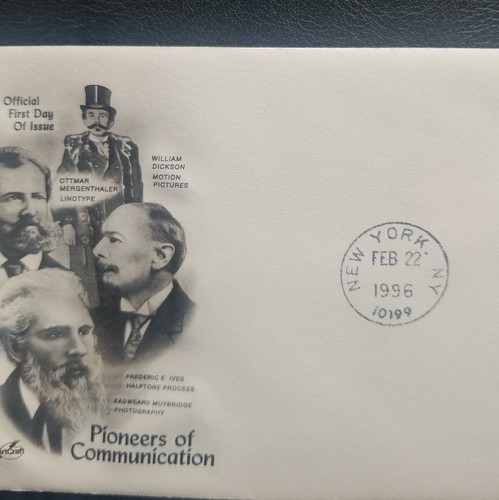 Official
First Day
Of Issue
WILLIAM
DICKSON
MOTION
PICTURES
OTTMAR
MERGENTHALER
LINOTYPE
NEW YORK NY
FEB 22
1996
10199
FREDERIC E. IVES
HALFTONE PROCESS
EADWEARD MUYBRIDGE
PHOTOGRAPHY
Pioneers of
Communication
ArtCraft